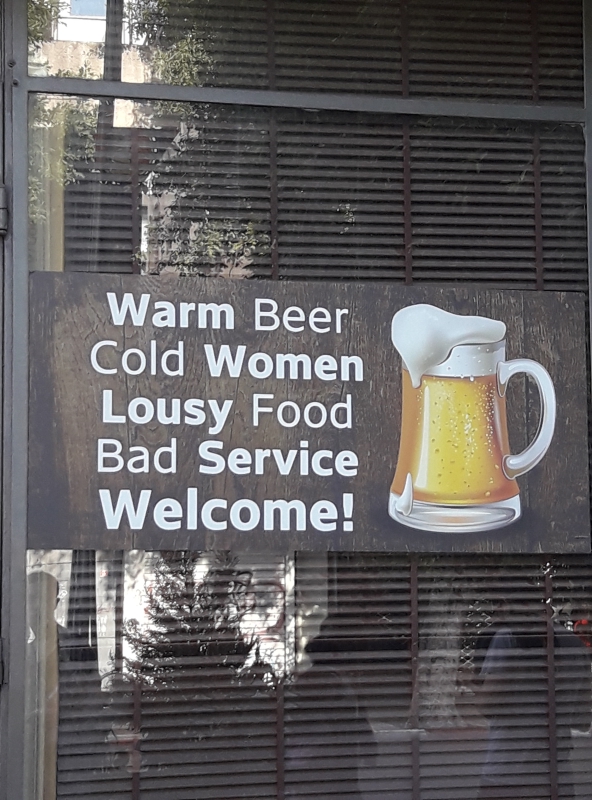 Warm Beer
Cold Women
Lousy Food
Bad Service
Welcome!